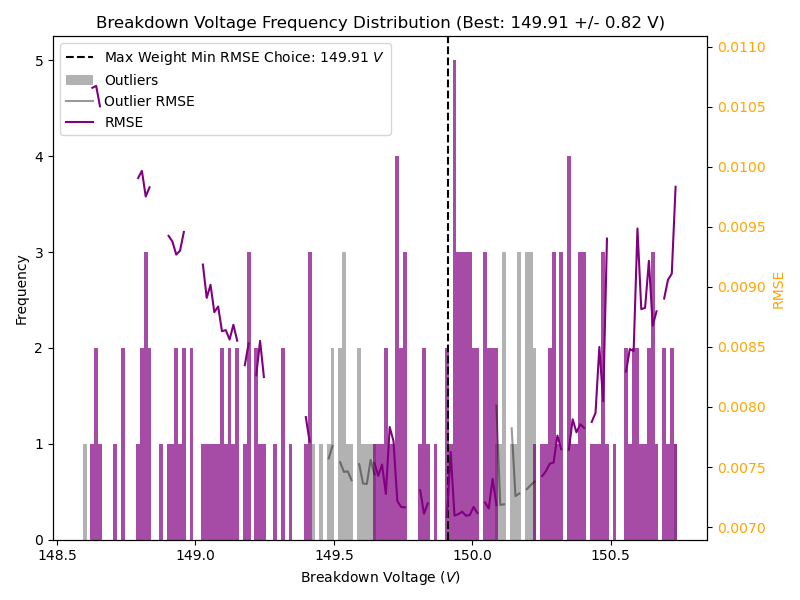 Breakdown Voltage Frequency Distribution (Best: 149.91 +/- 0.82 V)
Max Weight Min RMSE Choice: 149.91 V
Outliers
Outlier RMSE
RMSE
5
4
3
2
1
0
Frequency
148.5 149.0 149.5 150.0 150.5
Breakdown Voltage (V)
0.0110
0.0105
0.0100
0.0095
0.0090
0.0085
0.0080
0.0075
0.0070
RMSE